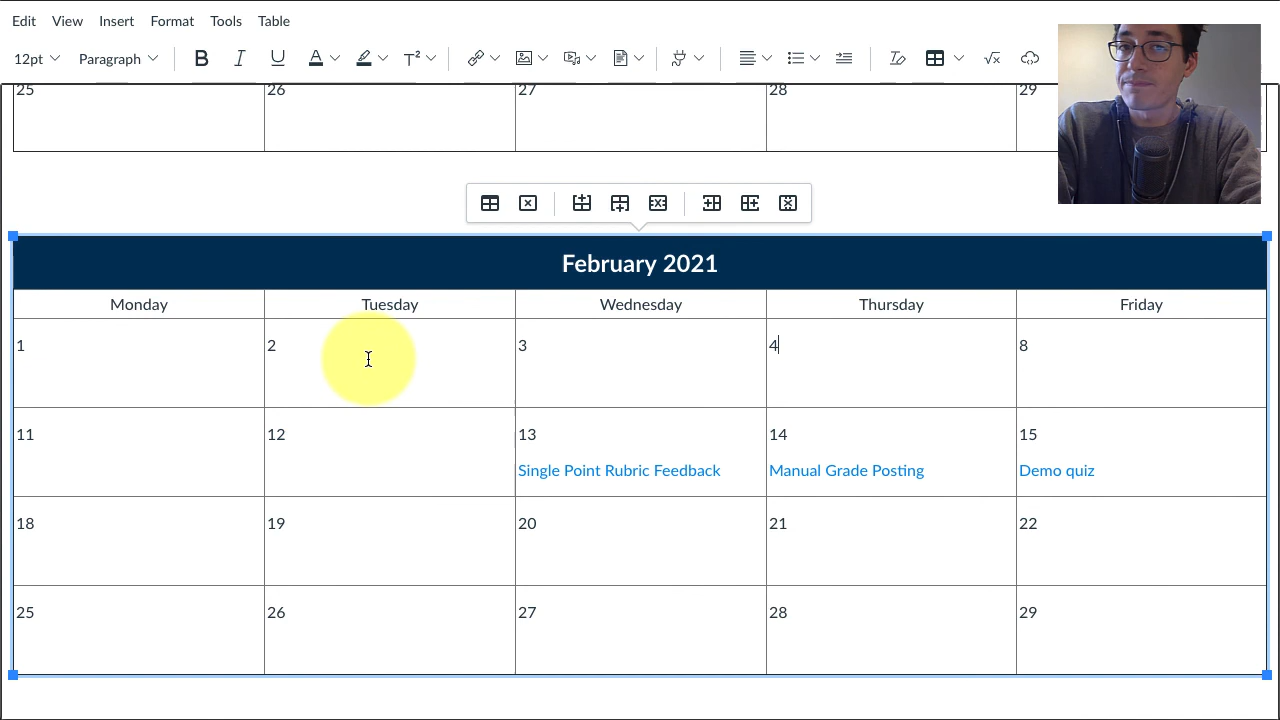 Edit View Insert Format Tools Table
12pt Paragraph B I U A T²
25 26 27 28 29
February 2021
Monday Tuesday Wednesday Thursday Friday
1 2 3 4 8
11 12 13 14 15
Single Point Rubric Feedback Manual Grade Posting Demo quiz
18 19 20 21 22
25 26 27 28 29